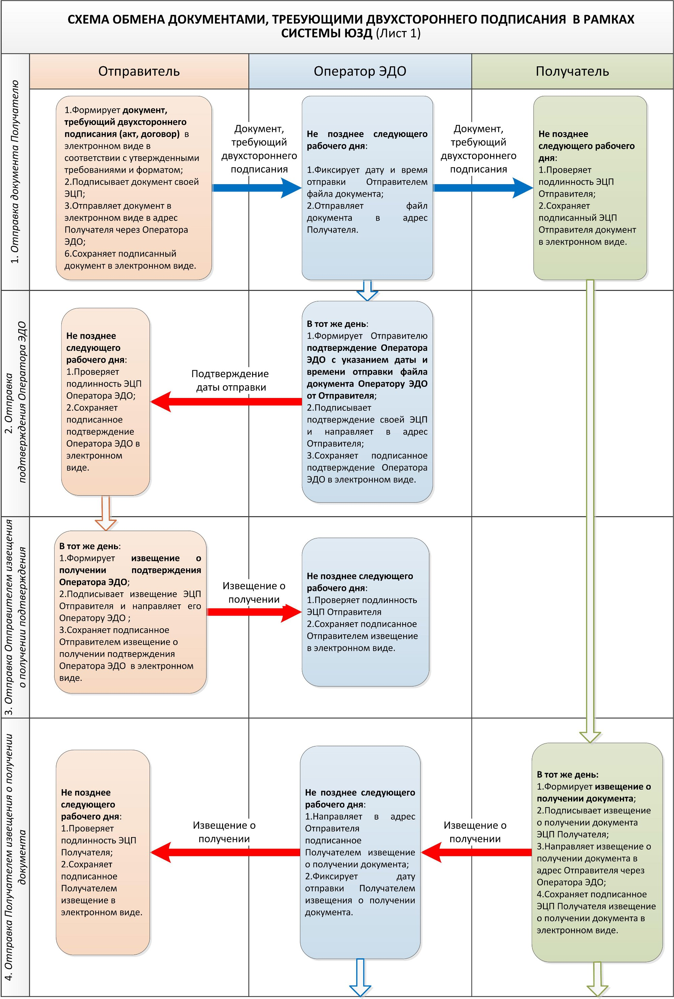 СХЕМА ОБМЕНА ДОКУМЕНТАМИ, ТРЕБУЮЩИМИ ДВУХСТОРОННЕГО ПОДПИСАНИЯ В РАМКАХ
СИСТЕМЫ ЮЗД (Лист 1)
Отправитель
Оператор ЭДО
Получатель
1. Отправка документа Получателю
1.Формирует документ,
требующий двухстороннего
подписания (акт, договор) в
электронном виде в
соответствии с утвержденными
требованиями и форматом;
2.Подписывает документ своей
ЭЦП;
3.Отправляет документ в
электронном виде в адрес
Получателя через Оператора
ЭДО;
6.Сохраняет подписанный
документ в электронном виде.
Документ,
требующий
двухстороннего
подписания
Не позднее следующего
рабочего дня:
1.Фиксирует дату и время
отправки Отправителем
файла документа;
2.Отправляет файл
документа в адрес
Получателя.
Документ,
требующий
двухстороннего
подписания
Не позднее
следующего рабочего
дня:
1.Проверяет
подлинность ЭЦП
Отправителя;
2.Сохраняет
подписанный ЭЦП
Отправителя документ
в электронном виде.
2. Отправка
подтверждения Оператора ЭДО
Не позднее
следующего
рабочего дня:
1.Проверяет
подлинность ЭЦП
Оператора ЭДО;
2.Сохраняет
подписанное
подтверждение
Оператора ЭДО в
электронном
виде.
Подтверждение
даты отправки
В тот же день:
1.Формирует Отправителю
подтверждение Оператора
ЭДО с указанием даты и
времени отправки файла
документа Оператору ЭДО
от Отправителя;
2.Подписывает
подтверждение своей ЭЦП
и направляет в адрес
Отправителя;
3.Сохраняет подписанное
подтверждение Оператора
ЭДО в электронном виде.
3. Отправка Отправителем извещения
о получении подтверждения
В тот же день:
1.Формирует извещение о
получении подтверждения
Оператора ЭДО;
2.Подписывает извещение ЭЦП
Отправителя и направляет его
Оператору ЭДО ;
3.Сохраняет подписанное
Отправителем извещение о
получении подтверждения
Оператора ЭДО в электронном
виде.
Извещение о
получении
Не позднее следующего
рабочего дня:
1.Проверяет подлинность
ЭЦП Отправителя
2.Сохраняет подписанное
Отправителем извещение
в электронном виде.
4. Отправка Получателем извещения о получении
документа
Не позднее
следующего
рабочего дня:
1.Проверяет
подлинность ЭЦП
Получателя;
2.Сохраняет
подписанное
Получателем
извещение в
электронном виде.
Извещение о
получении
Не позднее следующего
рабочего дня:
1.Направляет в адрес
Отправителя
подписанное
Получателем извещение
о получении документа;
2.Фиксирует дату
отправки Получателем
извещения о получении
документа.
Извещение о
получении
В тот же день:
1.Формирует извещение о
получении документа;
2.Подписывает извещение
о получении документа
ЭЦП Получателя;
3.Направляет извещение о
получении документа в
адрес Отправителя через
Оператора ЭДО;
4.Сохраняет подписанное
ЭЦП Получателя извещение
о получении документа в
электронном виде.